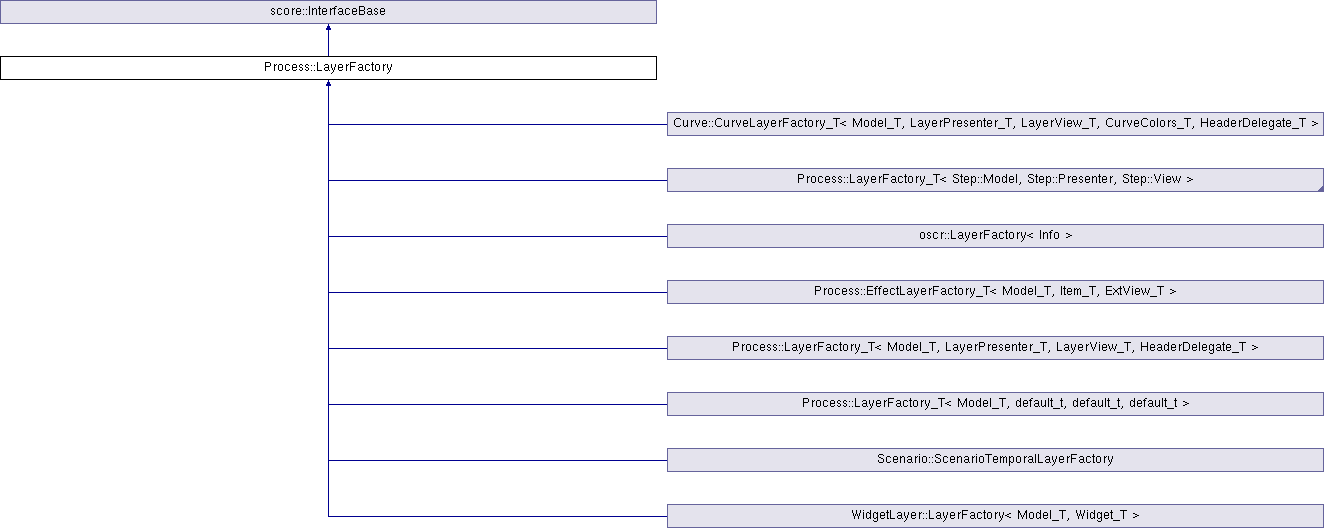 score::InterfaceBase
Process::LayerFactory
Curve::CurveLayerFactory_T< Model_T, LayerPresenter_T, LayerView_T, CurveColors_T, HeaderDelegate_T >
Process::LayerFactory_T< Step::Model, Step::Presenter, Step::View >
oscr::LayerFactory< Info >
Process::EffectLayerFactory_T< Model_T, Item_T, ExtView_T >
Process::LayerFactory_T< Model_T, LayerPresenter_T, LayerView_T, HeaderDelegate_T >
Process::LayerFactory_T< Model_T, default_t, default_t, default_t >
Scenario::ScenarioTemporalLayerFactory
WidgetLayer::LayerFactory< Model_T, Widget_T >